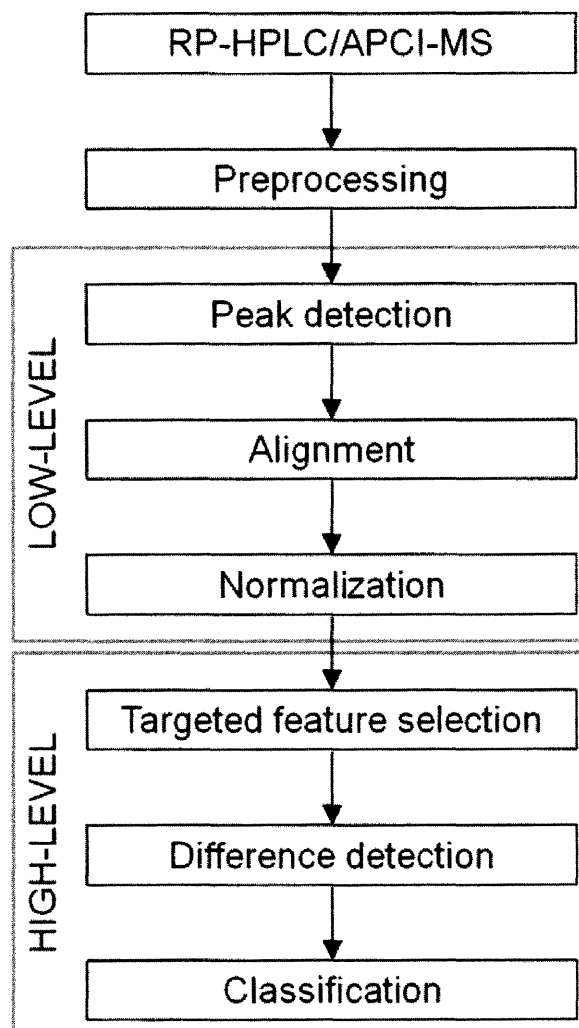 RP-HPLC/APCI-MS
Preprocessing
LOW-LEVEL
Peak detection
Alignment
Normalization
HIGH-LEVEL
Targeted feature selection
Difference detection
Classification